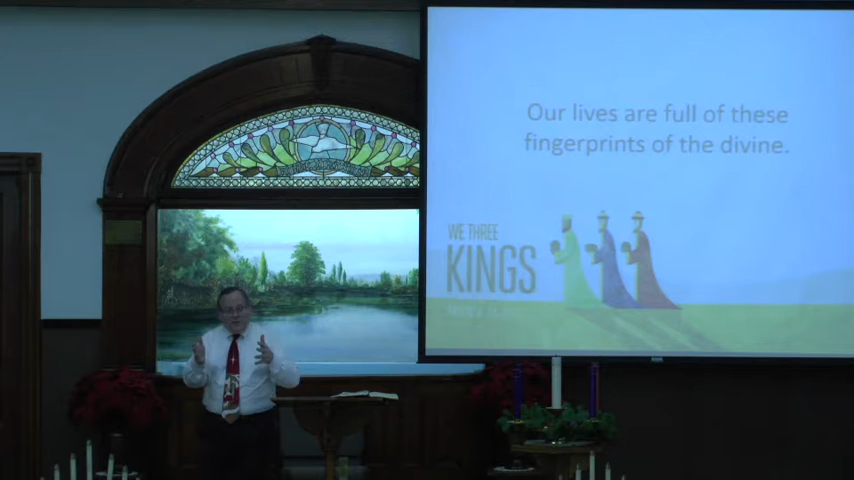 Our lives are full of these
fingerprints of the divine.
WE THREE
KINGS